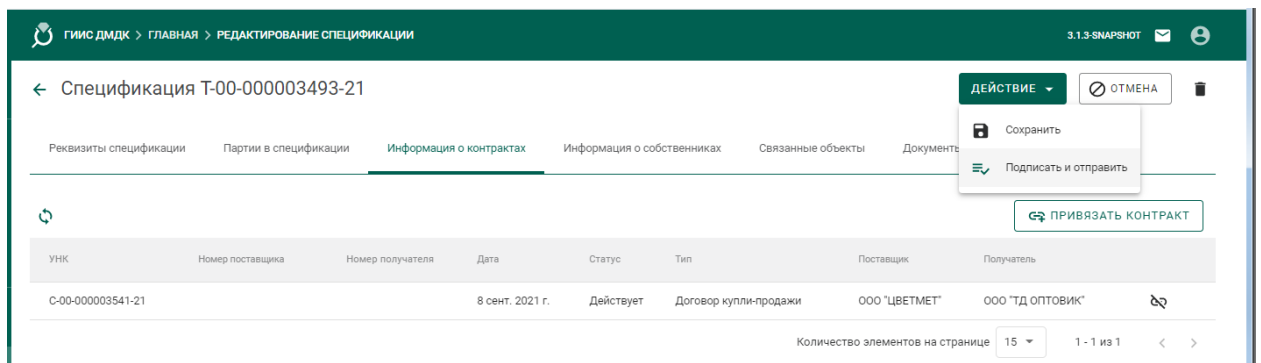 ГИИС ДМДК > ГЛАВНАЯ > РЕДАКТИРОВАНИЕ СПЕЦИФИКАЦИИ 3.1.3-SNAPSHOT
Спецификация Т-00-000003493-21 ДЕЙСТВИЕ ОТМЕНА
Сохранить
Реквизиты спецификации Партии в спецификации Информация о контрактах Информация о собственниках Связанные объекты Документы
Подписать и отправить
ПРИВЯЗАТЬ КОНТРАКТ
УНК Номер поставщика Номер получателя Дата Статус Тип Поставщик Получатель
С-00-000003541-21 8 сент. 2021 г. Действует Договор купли-продажи ООО "ЦВЕТМЕТ" ООО "ТД ОПТОВИК"
Количество элементов на странице 15 1 - 1 из 1